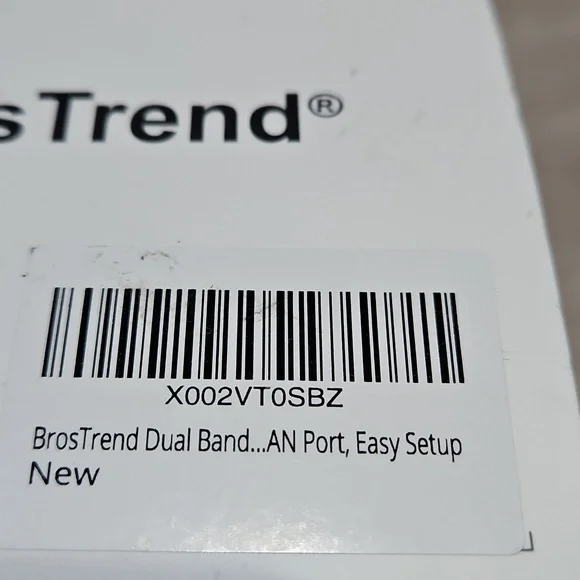 sTrend®
X002VT0SBZ
BrosTrend Dual Band...AN Port, Easy Setup
New